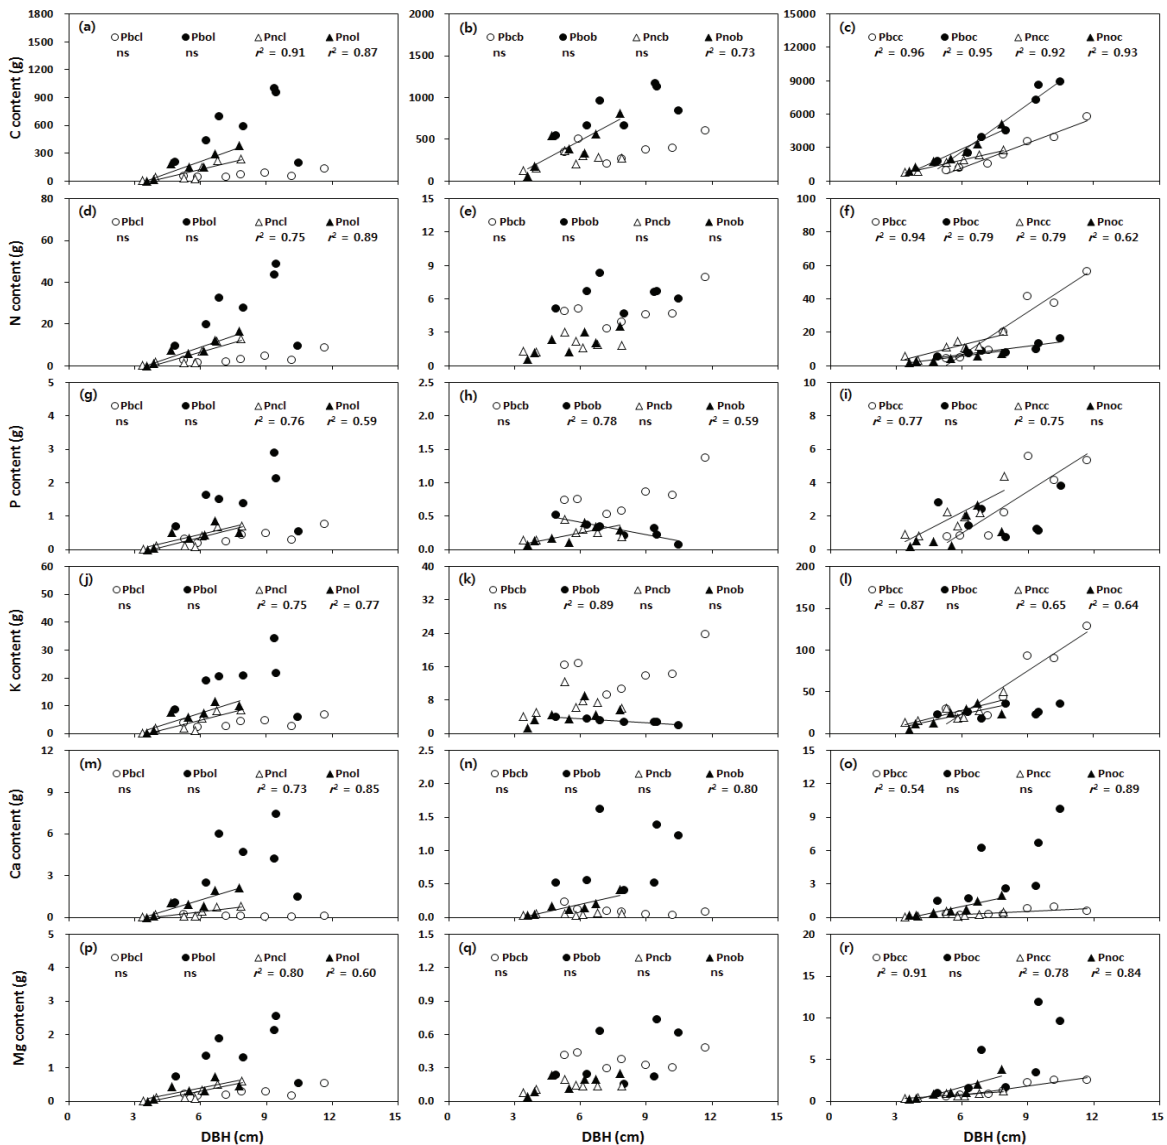 (a) Pbcl Pbol Pncl Pnol
ns ns r² = 0.91 r² = 0.87
1800
1500
1200
900
600
300
0
C content (g)
(b) Pbcb Pbob Pncb Pnob
ns ns ns r² = 0.73
2000
1500
1000
500
0
(c) Pbcc Pboc Pncc Pnoc
r² = 0.96 r² = 0.95 r² = 0.92 r² = 0.93
15000
12000
9000
6000
3000
0
(d) Pbcl Pbol Pncl Pnol
ns ns r² = 0.75 r² = 0.89
80
60
40
20
0
N content (g)
(e) Pbcb Pbob Pncb Pnob
ns ns ns ns
15
12
9
6
3
0
(f) Pbcc Pboc Pncc Pnoc
r² = 0.94 r² = 0.79 r² = 0.79 r² = 0.62
100
80
60
40
20
0
(g) Pbcl Pbol Pncl Pnol
ns ns r² = 0.76 r² = 0.59
5
4
3
2
1
0
P content (g)
(h) Pbcb Pbob Pncb Pnob
ns r² = 0.78 ns r² = 0.59
2.5
2.0
1.5
1.0
0.5
0.0
(i) Pbcc Pboc Pncc Pnoc
r² = 0.77 ns r² = 0.75 ns
10
8
6
4
2
0
(j) Pbcl Pbol Pncl Pnol
ns ns r² = 0.75 r² = 0.77
60
50
40
30
20
10
0
K content (g)
(k) Pbcb Pbob Pncb Pnob
ns r² = 0.89 ns ns
40
32
24
16
8
0
(l) Pbcc Pboc Pncc Pnoc
r² = 0.87 ns r² = 0.65 r² = 0.64
200
150
100
50
0
(m) Pbcl Pbol Pncl Pnol
ns ns r² = 0.73 r² = 0.85
12
9
6
3
0
Ca content (g)
(n) Pbcb Pbob Pncb Pnob
ns ns ns r² = 0.80
2.5
2.0
1.5
1.0
0.5
0.0
(o) Pbcc Pboc Pncc Pnoc
r² = 0.54 ns ns r² = 0.89
15
12
9
6
3
0
(p) Pbcl Pbol Pncl Pnol
ns ns r² = 0.80 r² = 0.60
5
4
3
2
1
0
Mg content (g)
0 3 6 9 12 15
DBH (cm)
(q) Pbcb Pbob Pncb Pnob
ns ns ns ns
1.5
1.2
0.9
0.6
0.3
0.0
0 3 6 9 12 15
DBH (cm)
(r) Pbcc Pboc Pncc Pnoc
r² = 0.91 ns r² = 0.78 r² = 0.84
20
15
10
5
0
0 3 6 9 12 15
DBH (cm)